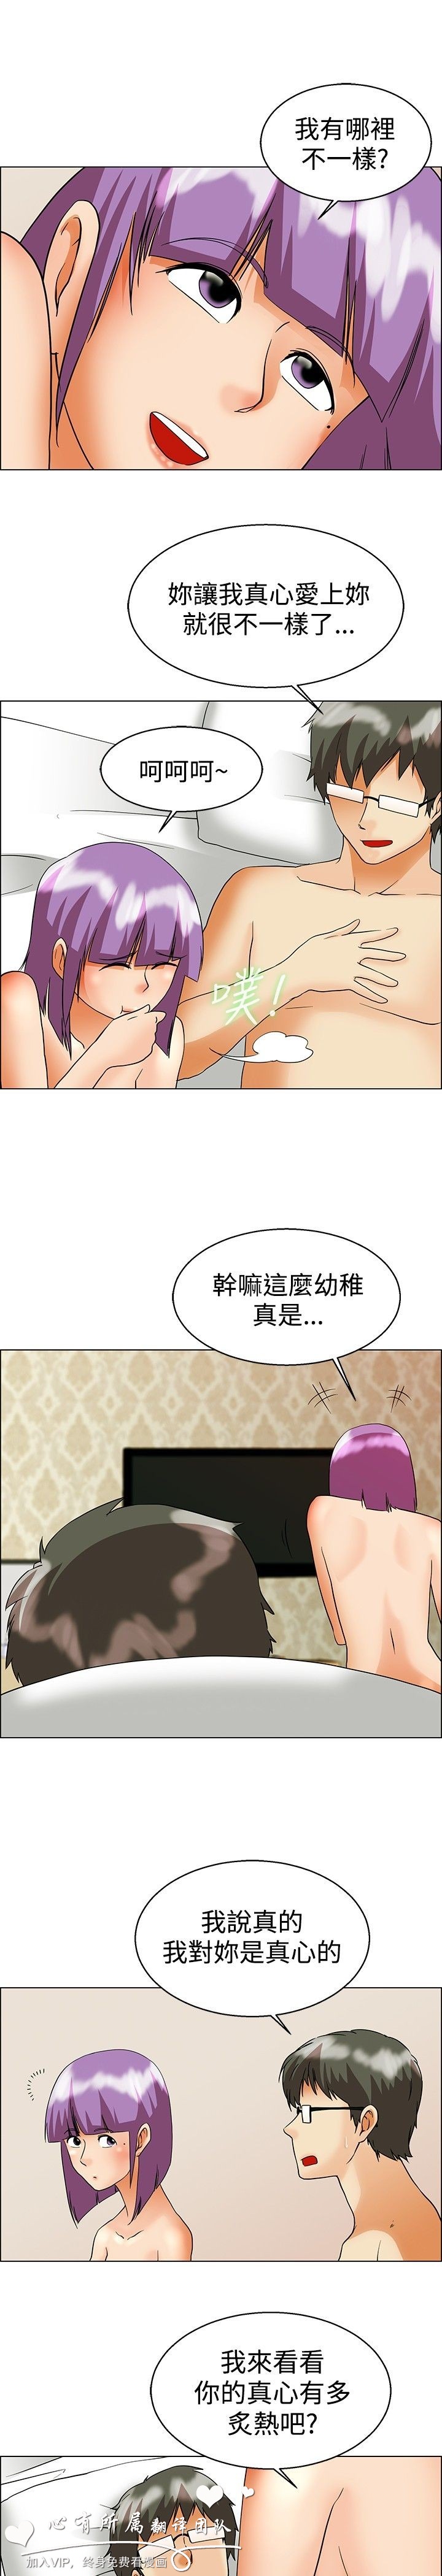 我有哪裡
不一樣?
妳讓我真心愛上妳
就很不一樣了...
呵呵呵~
噗!
幹嘛這麼幼稚
真是...
我說真的
我對妳是真心的
我來看看
你的真心有多
炙熱吧?
心有所属翻译团队
加入VIP，终身免费看漫画